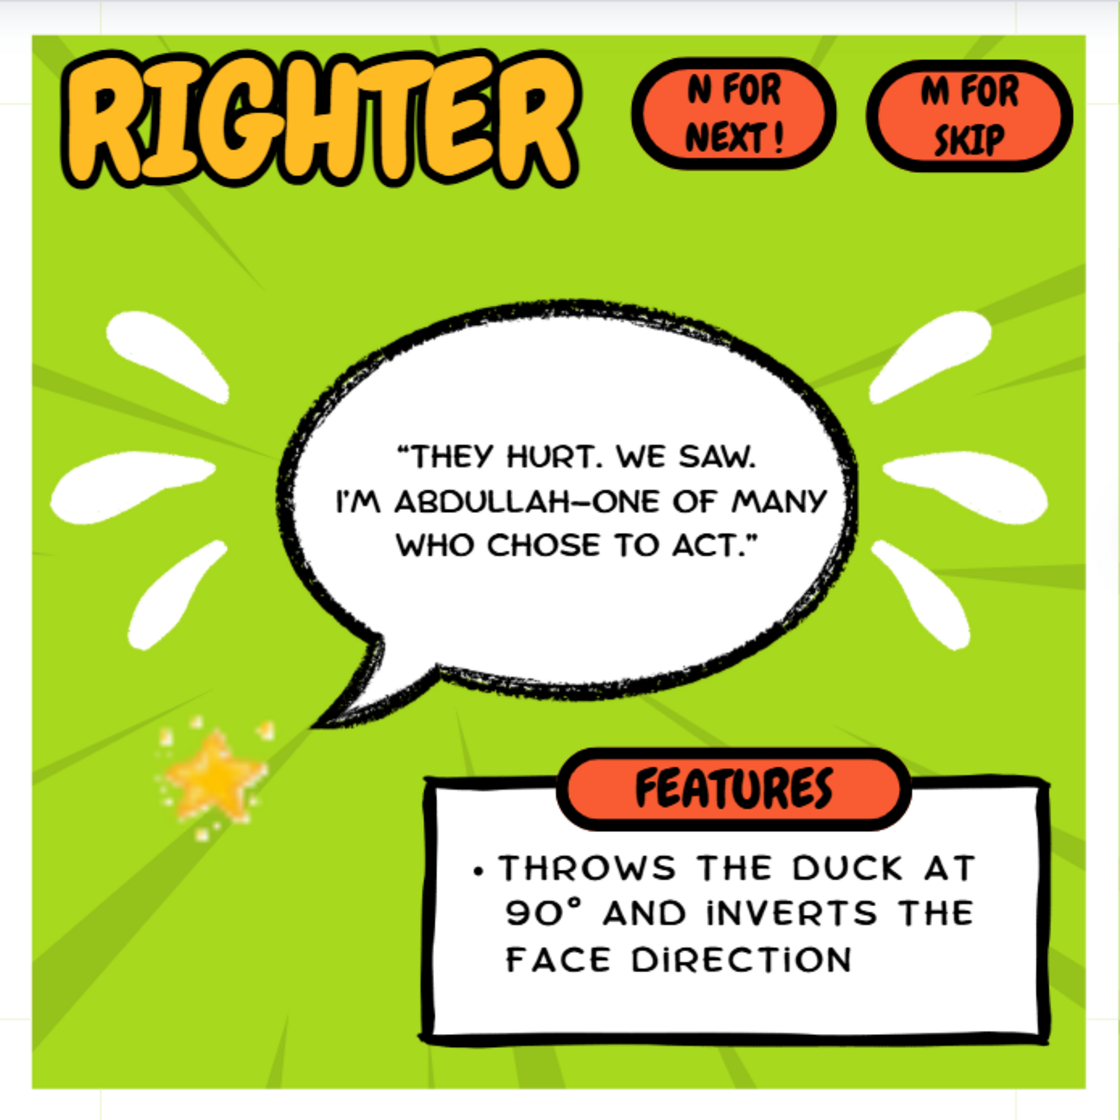 RIGHTER
N FOR
NEXT!
M FOR
SKIP
“THEY HURT. WE SAW.
I'M ABDULLAH–ONE OF MANY
WHO CHOSE TO ACT.”
FEATURES
• THROWS THE DUCK AT
90° AND INVERTS THE
FACE DIRECTION